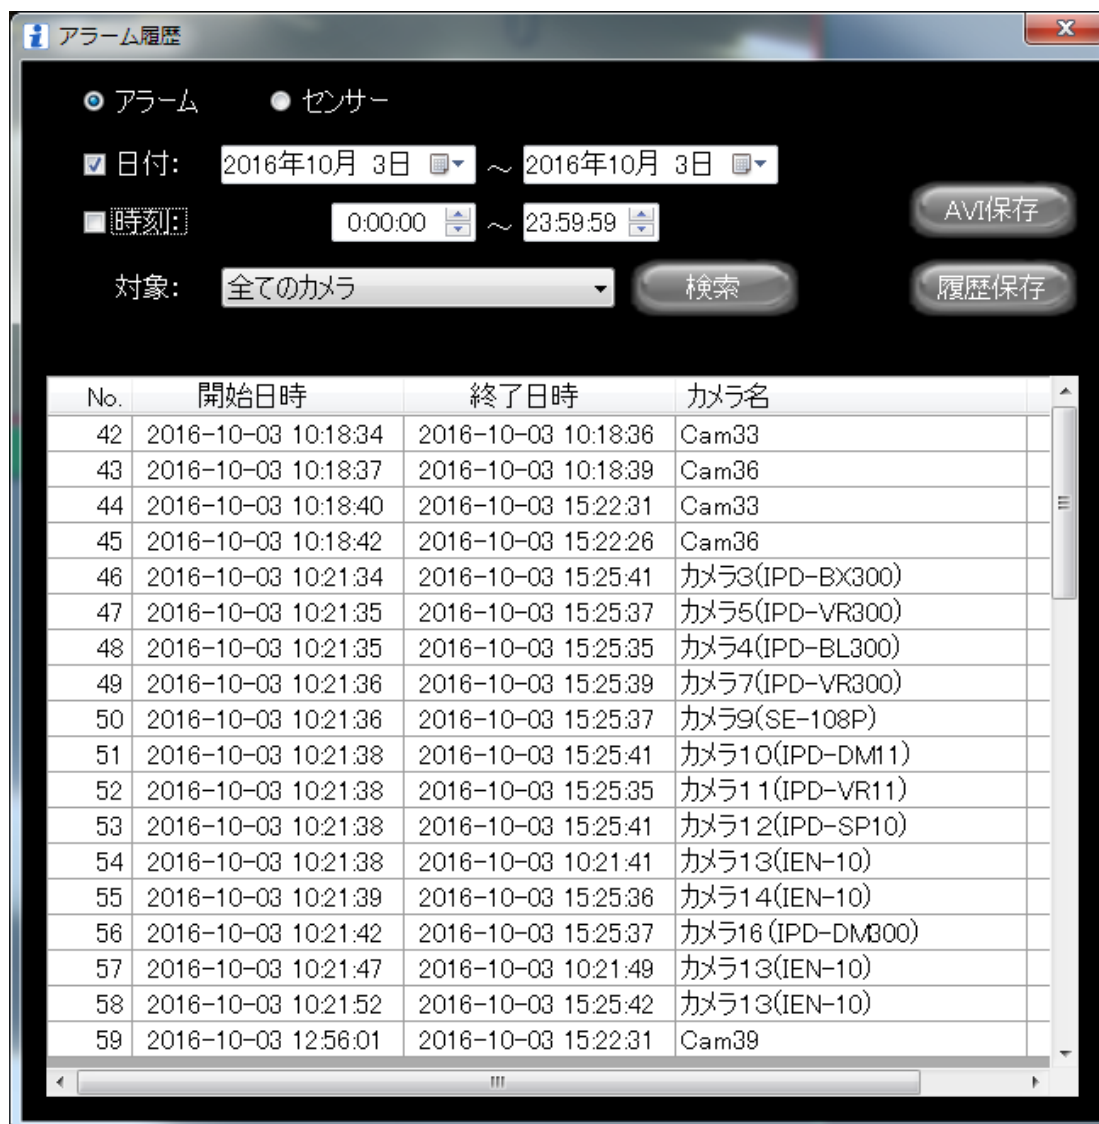 アラーム履歴
アラーム センサー
日付: 2016年10月 3日 ～ 2016年10月 3日
時刻: 0:00:00 ～ 23:59:59 AVI保存
対象: 全てのカメラ 検索 履歴保存
No. 開始日時 終了日時 カメラ名
42 2016-10-03 10:18:34 2016-10-03 10:18:36 Cam33
43 2016-10-03 10:18:37 2016-10-03 10:18:39 Cam36
44 2016-10-03 10:18:40 2016-10-03 15:22:31 Cam33
45 2016-10-03 10:18:42 2016-10-03 15:22:26 Cam36
46 2016-10-03 10:21:34 2016-10-03 15:25:41 カメラ3(IPD-BX300)
47 2016-10-03 10:21:35 2016-10-03 15:25:37 カメラ5(IPD-VR300)
48 2016-10-03 10:21:35 2016-10-03 15:25:35 カメラ4(IPD-BL300)
49 2016-10-03 10:21:36 2016-10-03 15:25:39 カメラ7(IPD-VR300)
50 2016-10-03 10:21:36 2016-10-03 15:25:37 カメラ9(SE-108P)
51 2016-10-03 10:21:38 2016-10-03 15:25:41 カメラ10(IPD-DM11)
52 2016-10-03 10:21:38 2016-10-03 15:25:35 カメラ11(IPD-VR11)
53 2016-10-03 10:21:38 2016-10-03 15:25:41 カメラ12(IPD-SP10)
54 2016-10-03 10:21:38 2016-10-03 10:21:41 カメラ13(IEN-10)
55 2016-10-03 10:21:39 2016-10-03 15:25:36 カメラ14(IEN-10)
56 2016-10-03 10:21:42 2016-10-03 15:25:37 カメラ16(IPD-DM300)
57 2016-10-03 10:21:47 2016-10-03 10:21:49 カメラ13(IEN-10)
58 2016-10-03 10:21:52 2016-10-03 15:25:42 カメラ13(IEN-10)
59 2016-10-03 12:56:01 2016-10-03 15:22:31 Cam39